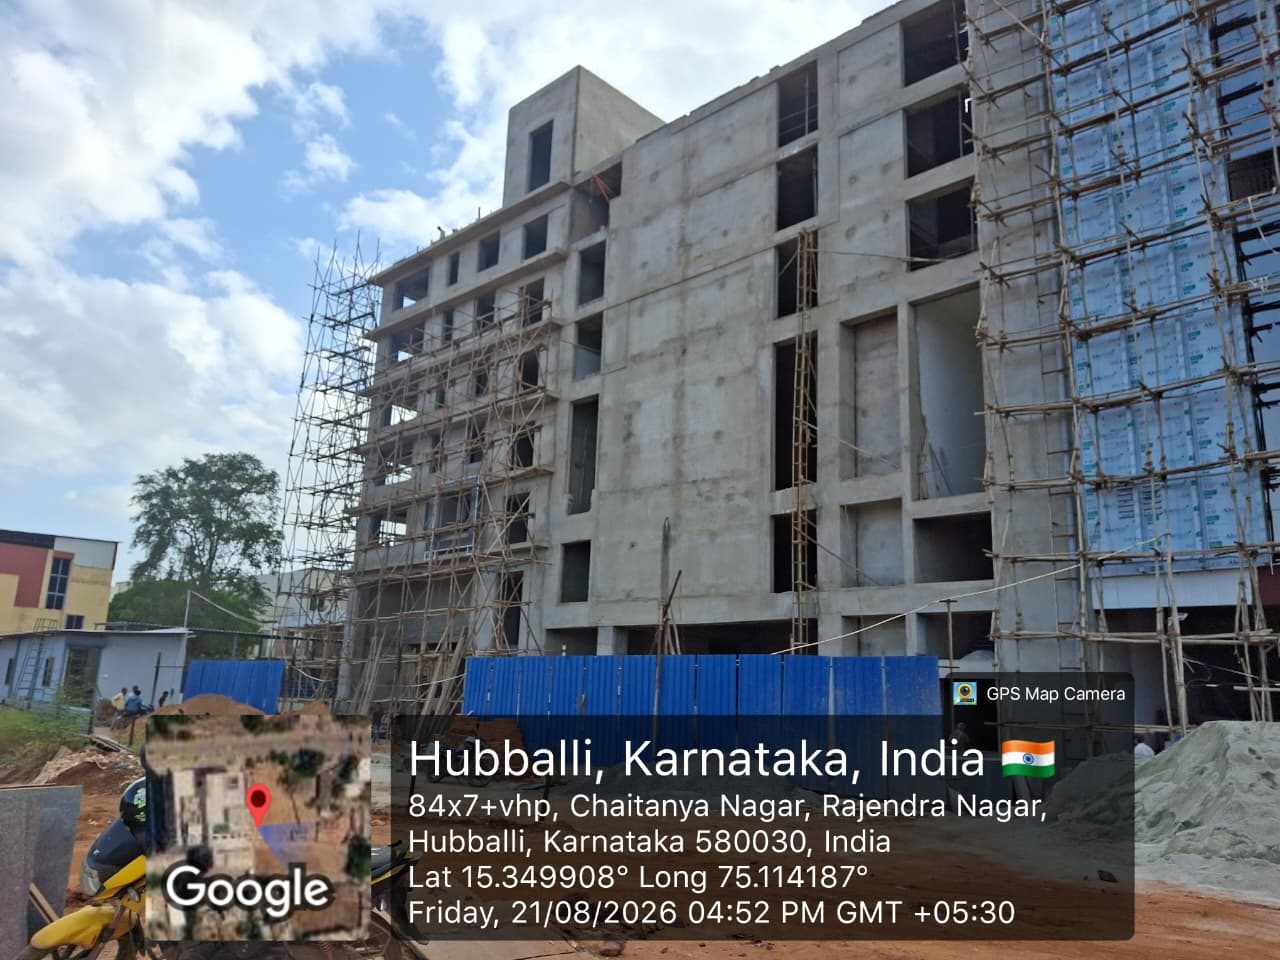 GPS Map Camera
Hubballi, Karnataka, India 🇮🇳
84x7+vhp, Chaitanya Nagar, Rajendra Nagar,
Hubballi, Karnataka 580030, India
Lat 15.349908° Long 75.114187°
Friday, 21/08/2026 04:52 PM GMT +05:30
Google